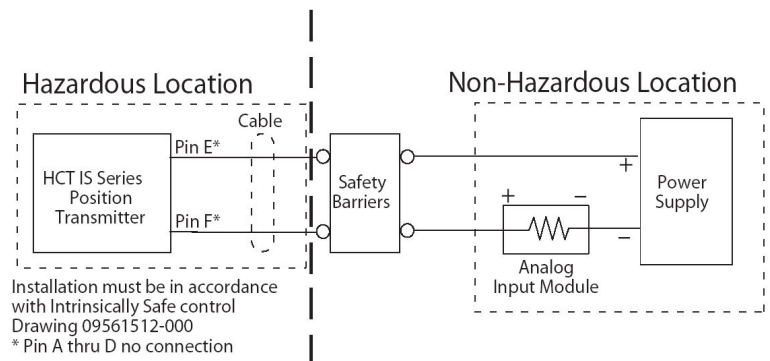 Hazardous Location
Non-Hazardous Location
Cable
Pin E*
HCT IS Series
Position
Transmitter
Pin F*
Safety
Barriers
+
+
−
−
Power
Supply
Analog
Input Module
Installation must be in accordance
with Intrinsically Safe control
Drawing 09561512-000
* Pin A thru D no connection